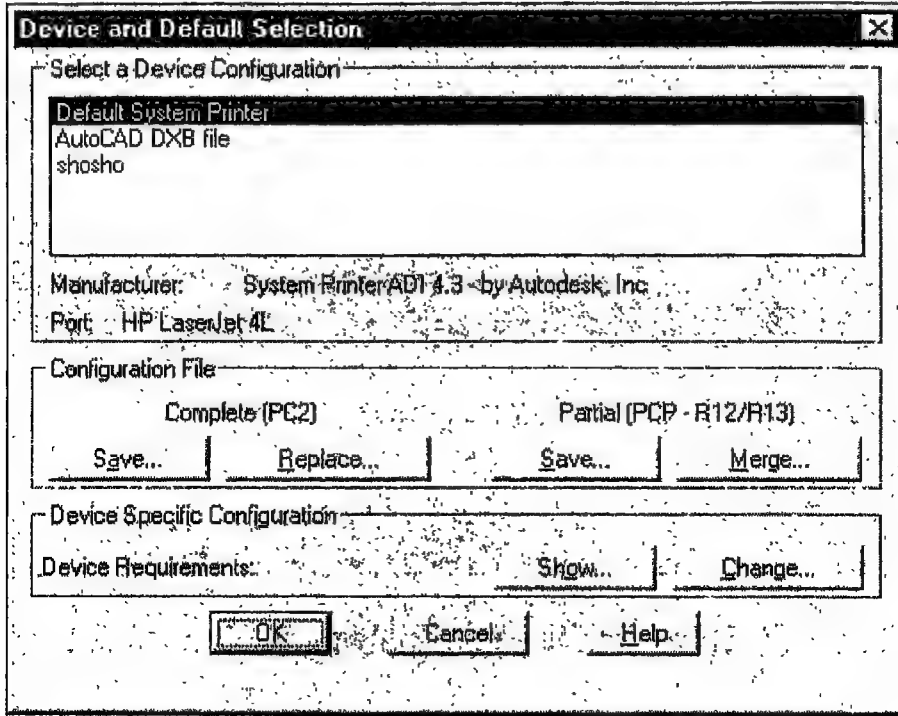 Device and Default Selection
Select a Device Configuration
Default System Printer
AutoCAD DXB file
shosho
Manufacturer: System Printer ADI 4.3 - by Autodesk, Inc
Port: HP LaserJet 4L
Configuration File
Complete (PC2) Partial (PCP - R12/R13)
Save... Replace... Save... Merge...
Device Specific Configuration
Device Requirements: Show... Change...
OK Cancel Help